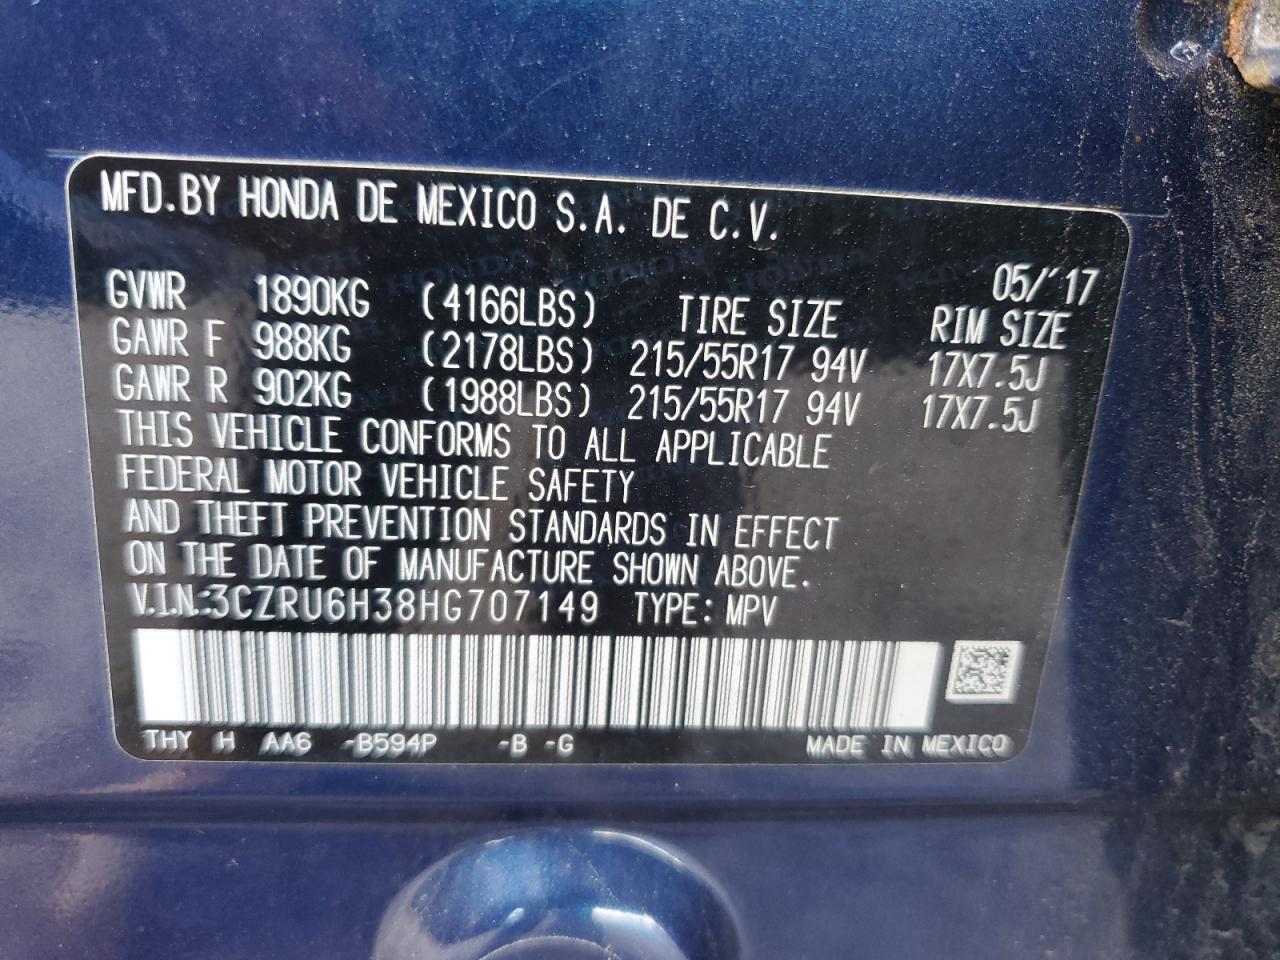 MFD.BY HONDA DE MEXICO S.A. DE C.V.
05/'17
GVWR 1890KG (4166LBS) TIRE SIZE RIM SIZE
GAWR F 988KG (2178LBS) 215/55R17 94V 17X7.5J
GAWR R 902KG (1988LBS) 215/55R17 94V 17X7.5J
THIS VEHICLE CONFORMS TO ALL APPLICABLE
FEDERAL MOTOR VEHICLE SAFETY
AND THEFT PREVENTION STANDARDS IN EFFECT
ON THE DATE OF MANUFACTURE SHOWN ABOVE.
V.I.N.:3CZRU6H38HG707149 TYPE: MPV
THY H AA6 -B594P -B -G MADE IN MEXICO